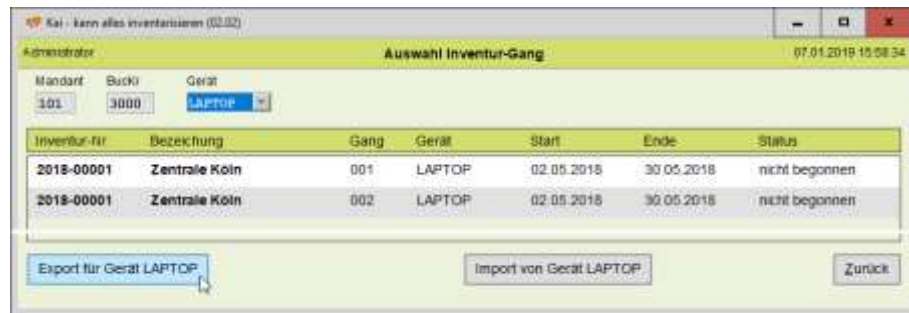 Kai - kann alles inventarisieren (02.02)
Administrator Auswahl Inventur-Gang 07.01.2019 15:58:34
Mandant BucKr Gerät
101 3000 LAPTOP
Inventur-Nr Bezeichung Gang Gerät Start Ende Status
2018-00001 Zentrale Köln 001 LAPTOP 02.05.2018 30.05.2018 nicht begonnen
2018-00001 Zentrale Köln 002 LAPTOP 02.05.2018 30.05.2018 nicht begonnen
Export für Gerät LAPTOP Import von Gerät LAPTOP Zurück